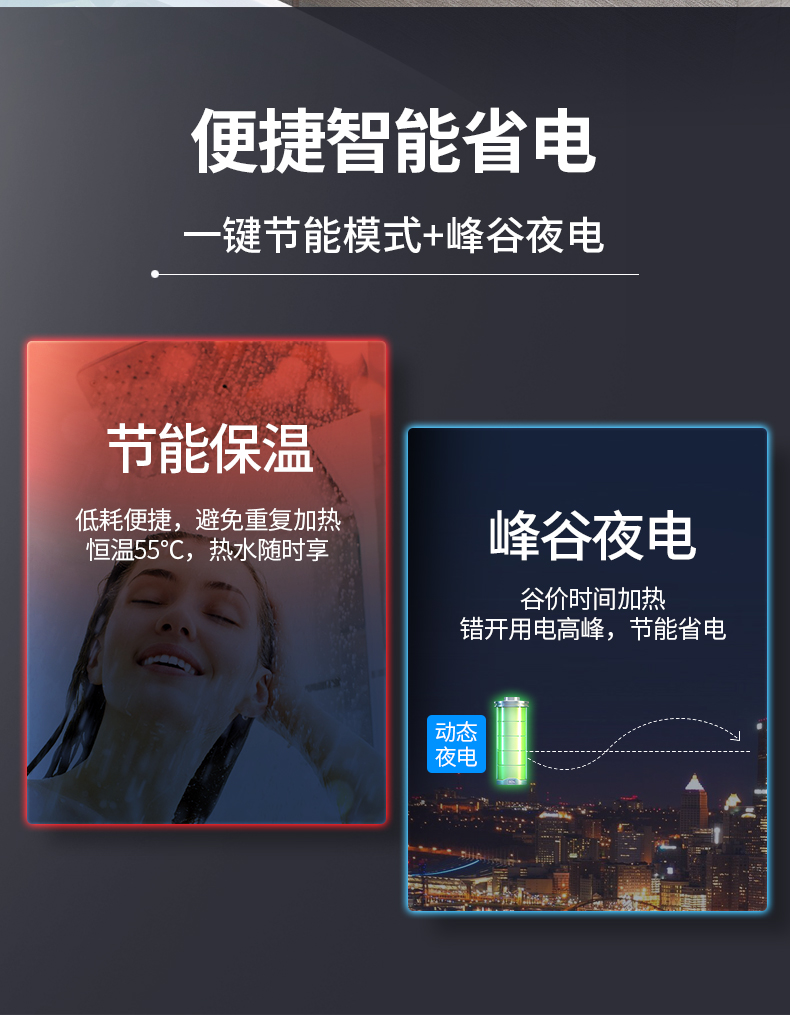 便捷智能省电
一键节能模式+峰谷夜电
节能保温
低耗便捷，避免重复加热
恒温55℃，热水随时享
峰谷夜电
谷价时间加热
错开用电高峰，节能省电
动态
夜电